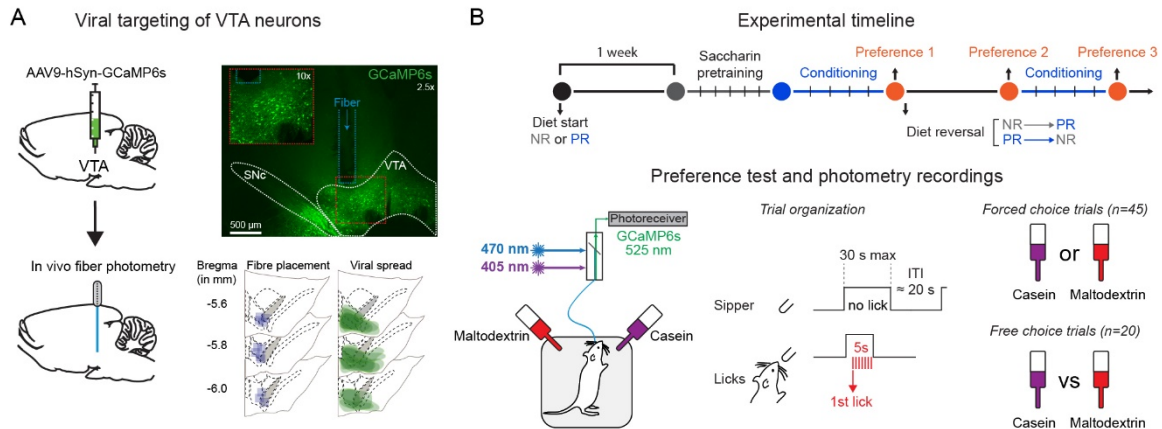 A
Viral targeting of VTA neurons
AAV9-hSyn-GCaMP6s
VTA
In vivo fiber photometry
10x
GCaMP6s
2.5x
Fiber
VTA
SNc
500 µm
Bregma
(in mm)
Fibre placement
Viral spread
-5.6
-5.8
-6.0
B
Experimental timeline
1 week
Saccharin
pretraining
Conditioning
Preference 1
Preference 2
Conditioning
Preference 3
Diet start
NR or PR
Diet reversal
NR PR
PR NR
Preference test and photometry recordings
Photoreceiver
GCaMP6s
525 nm
470 nm
405 nm
Maltodextrin
Casein
Trial organization
30 s max
ITI
≈ 20 s
no lick
Sipper
5s
Licks
1st lick
Forced choice trials (n=45)
or
Casein
Maltodextrin
Free choice trials (n=20)
vs
Casein
Maltodextrin